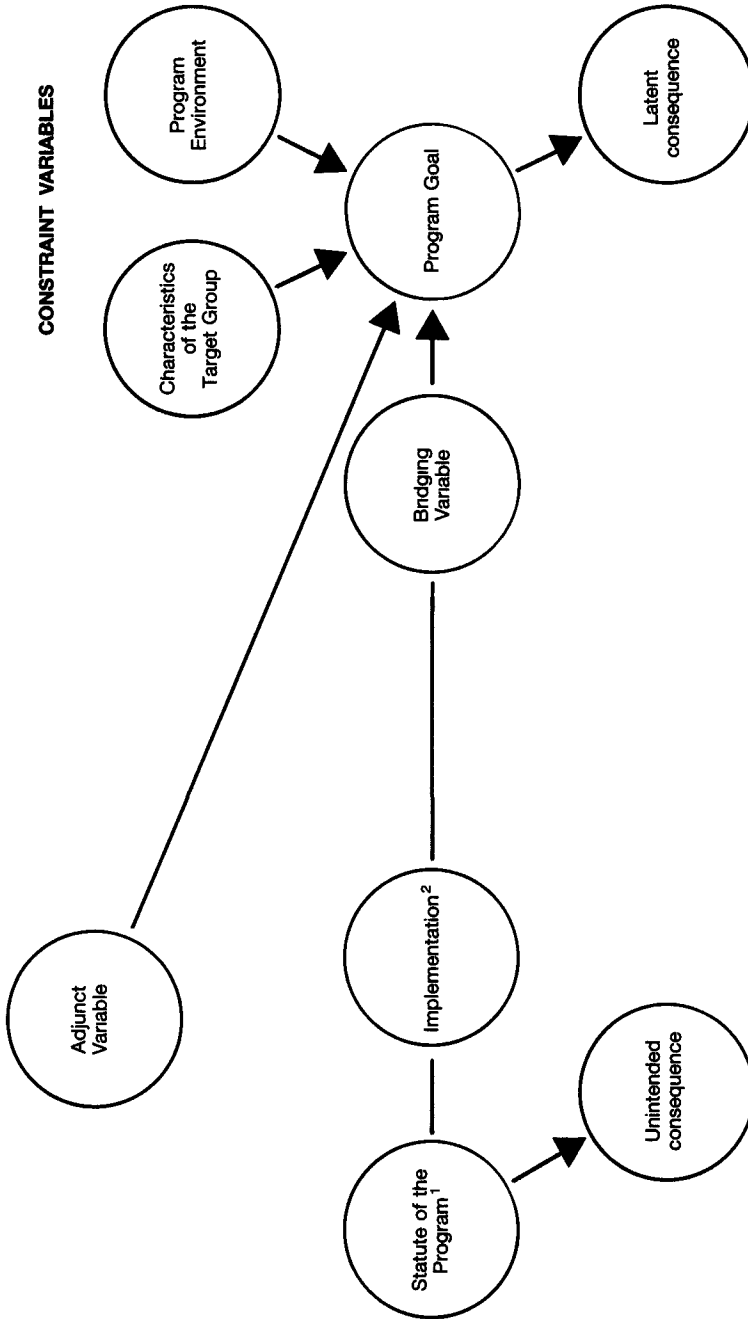 CONSTRAINT VARIABLES
Adjunct
Variable
Characteristics
of the
Target Group
Program
Environment
Statute of the
Program¹
Implementation²
Bridging
Variable
Program Goal
Unintended
consequence
Latent
consequence